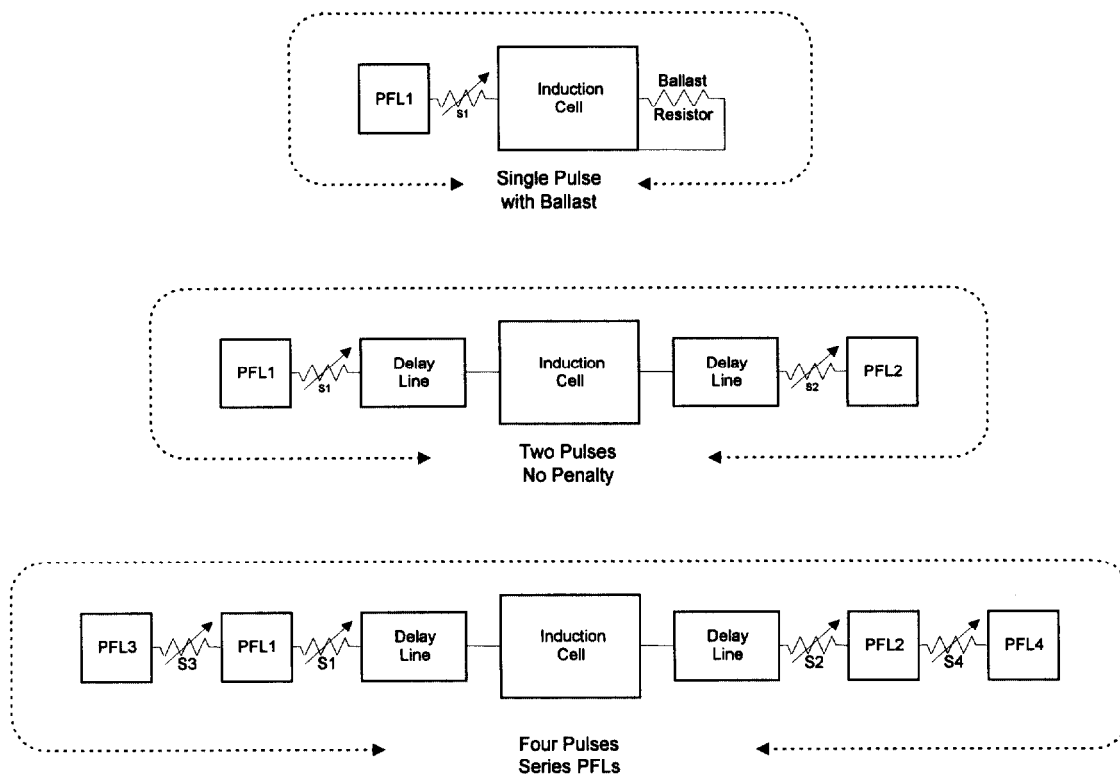 PFL1
S1
Induction
Cell
Ballast
Resistor
Single Pulse
with Ballast
PFL1
S1
Delay
Line
Induction
Cell
Delay
Line
S2
PFL2
Two Pulses
No Penalty
PFL3
S3
PFL1
S1
Delay
Line
Induction
Cell
Delay
Line
S2
PFL2
S4
PFL4
Four Pulses
Series PFLs